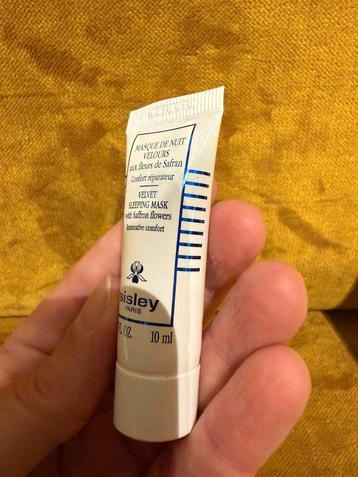 MASQUE DE NUIT
VELOURS
aux fleurs de Safran
Confort réparateur
VELVET
SLEEPING MASK
with Saffron flowers
Restorative comfort
sisley
PARIS
OZ. 10 ml